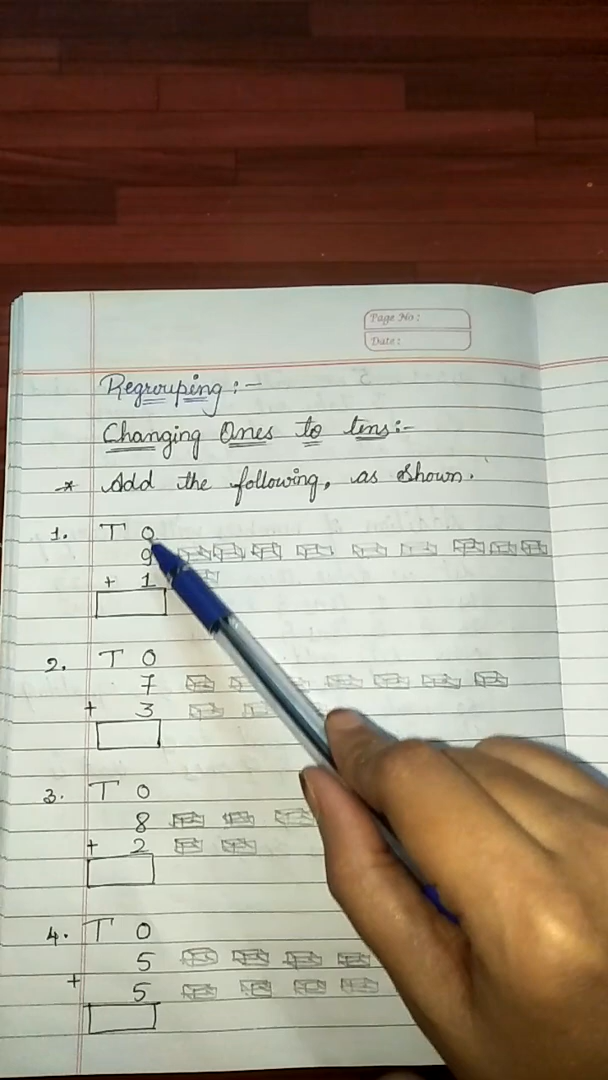 Page No :
Date :
Regrouping :-
Changing Ones to tens :-
* Add the following, as shown.
1. T O
9
+ 1
2. T O
7
+ 3
3. T O
8
+ 2
4. T O
5
+ 5